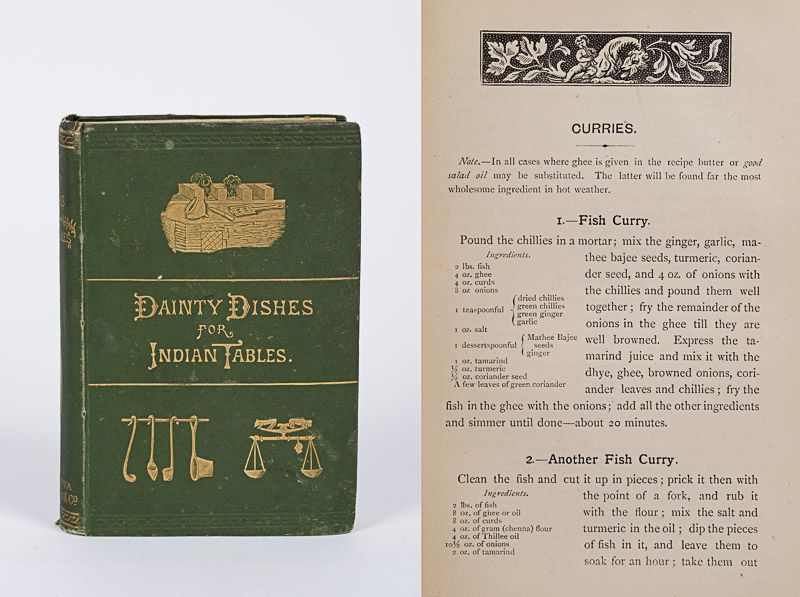 DAINTY DISHES
FOR
INDIAN TABLES.
& Co.
CURRIES.
Note.—In all cases where ghee is given in the recipe butter or good
salad oil may be substituted. The latter will be found far the most
wholesome ingredient in hot weather.
1.—Fish Curry.
Pound the chillies in a mortar; mix the ginger, garlic, ma-
Ingredients.
2 lbs. fish
4 oz. ghee
4 oz. curds
8 oz. onions
1 teaspoonful
dried chillies
green chillies
green ginger
garlic
1 oz. salt
1 dessertspoonful
Mathee Bajee
seeds
ginger
1 oz. tamarind
½ oz. turmeric
½ oz. coriander seed
A few leaves of green coriander
thee bajee seeds, turmeric, corian-
der seed, and 4 oz. of onions with
the chillies and pound them well
together; fry the remainder of the
onions in the ghee till they are
well browned. Express the ta-
marind juice and mix it with the
dhye, ghee, browned onions, cori-
ander leaves and chillies; fry the
fish in the ghee with the onions; add all the other ingredients
and simmer until done—about 20 minutes.
2.—Another Fish Curry.
Clean the fish and cut it up in pieces; prick it then with
Ingredients.
2 lbs. of fish
8 oz. of ghee or oil
8 oz. of curds
4 oz. of gram (chenna) flour
4 oz. of Thillee oil
10½ oz. of onions
2 oz. of tamarind
the point of a fork, and rub it
with the flour; mix the salt and
turmeric in the oil; dip the pieces
of fish in it, and leave them to
soak for an hour; take them out